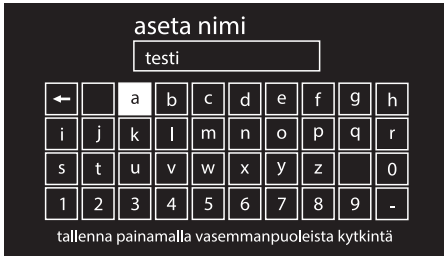 aseta nimi
testi
← a b c d e f g h
i j k l m n o p q r
s t u v w x y z 0
1 2 3 4 5 6 7 8 9 -
tallenna painamalla vasemmanpuoleista kytkintä